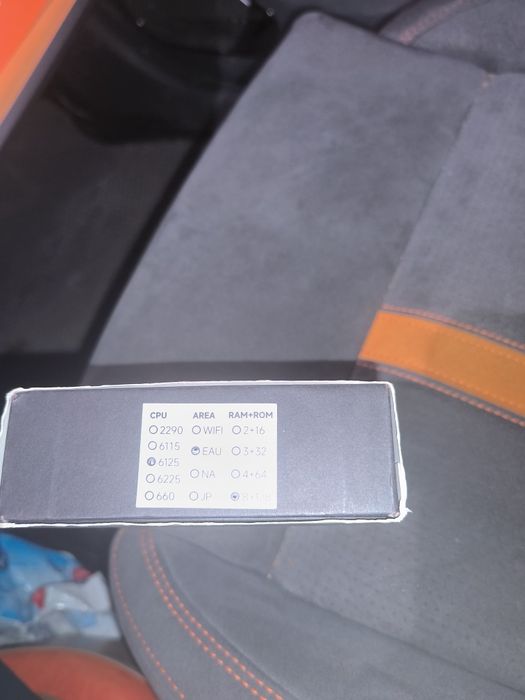 CPU AREA RAM+ROM
2290 WIFI 2+16
6115 EAU 3+32
6125 NA 4+64
6225 JP
660